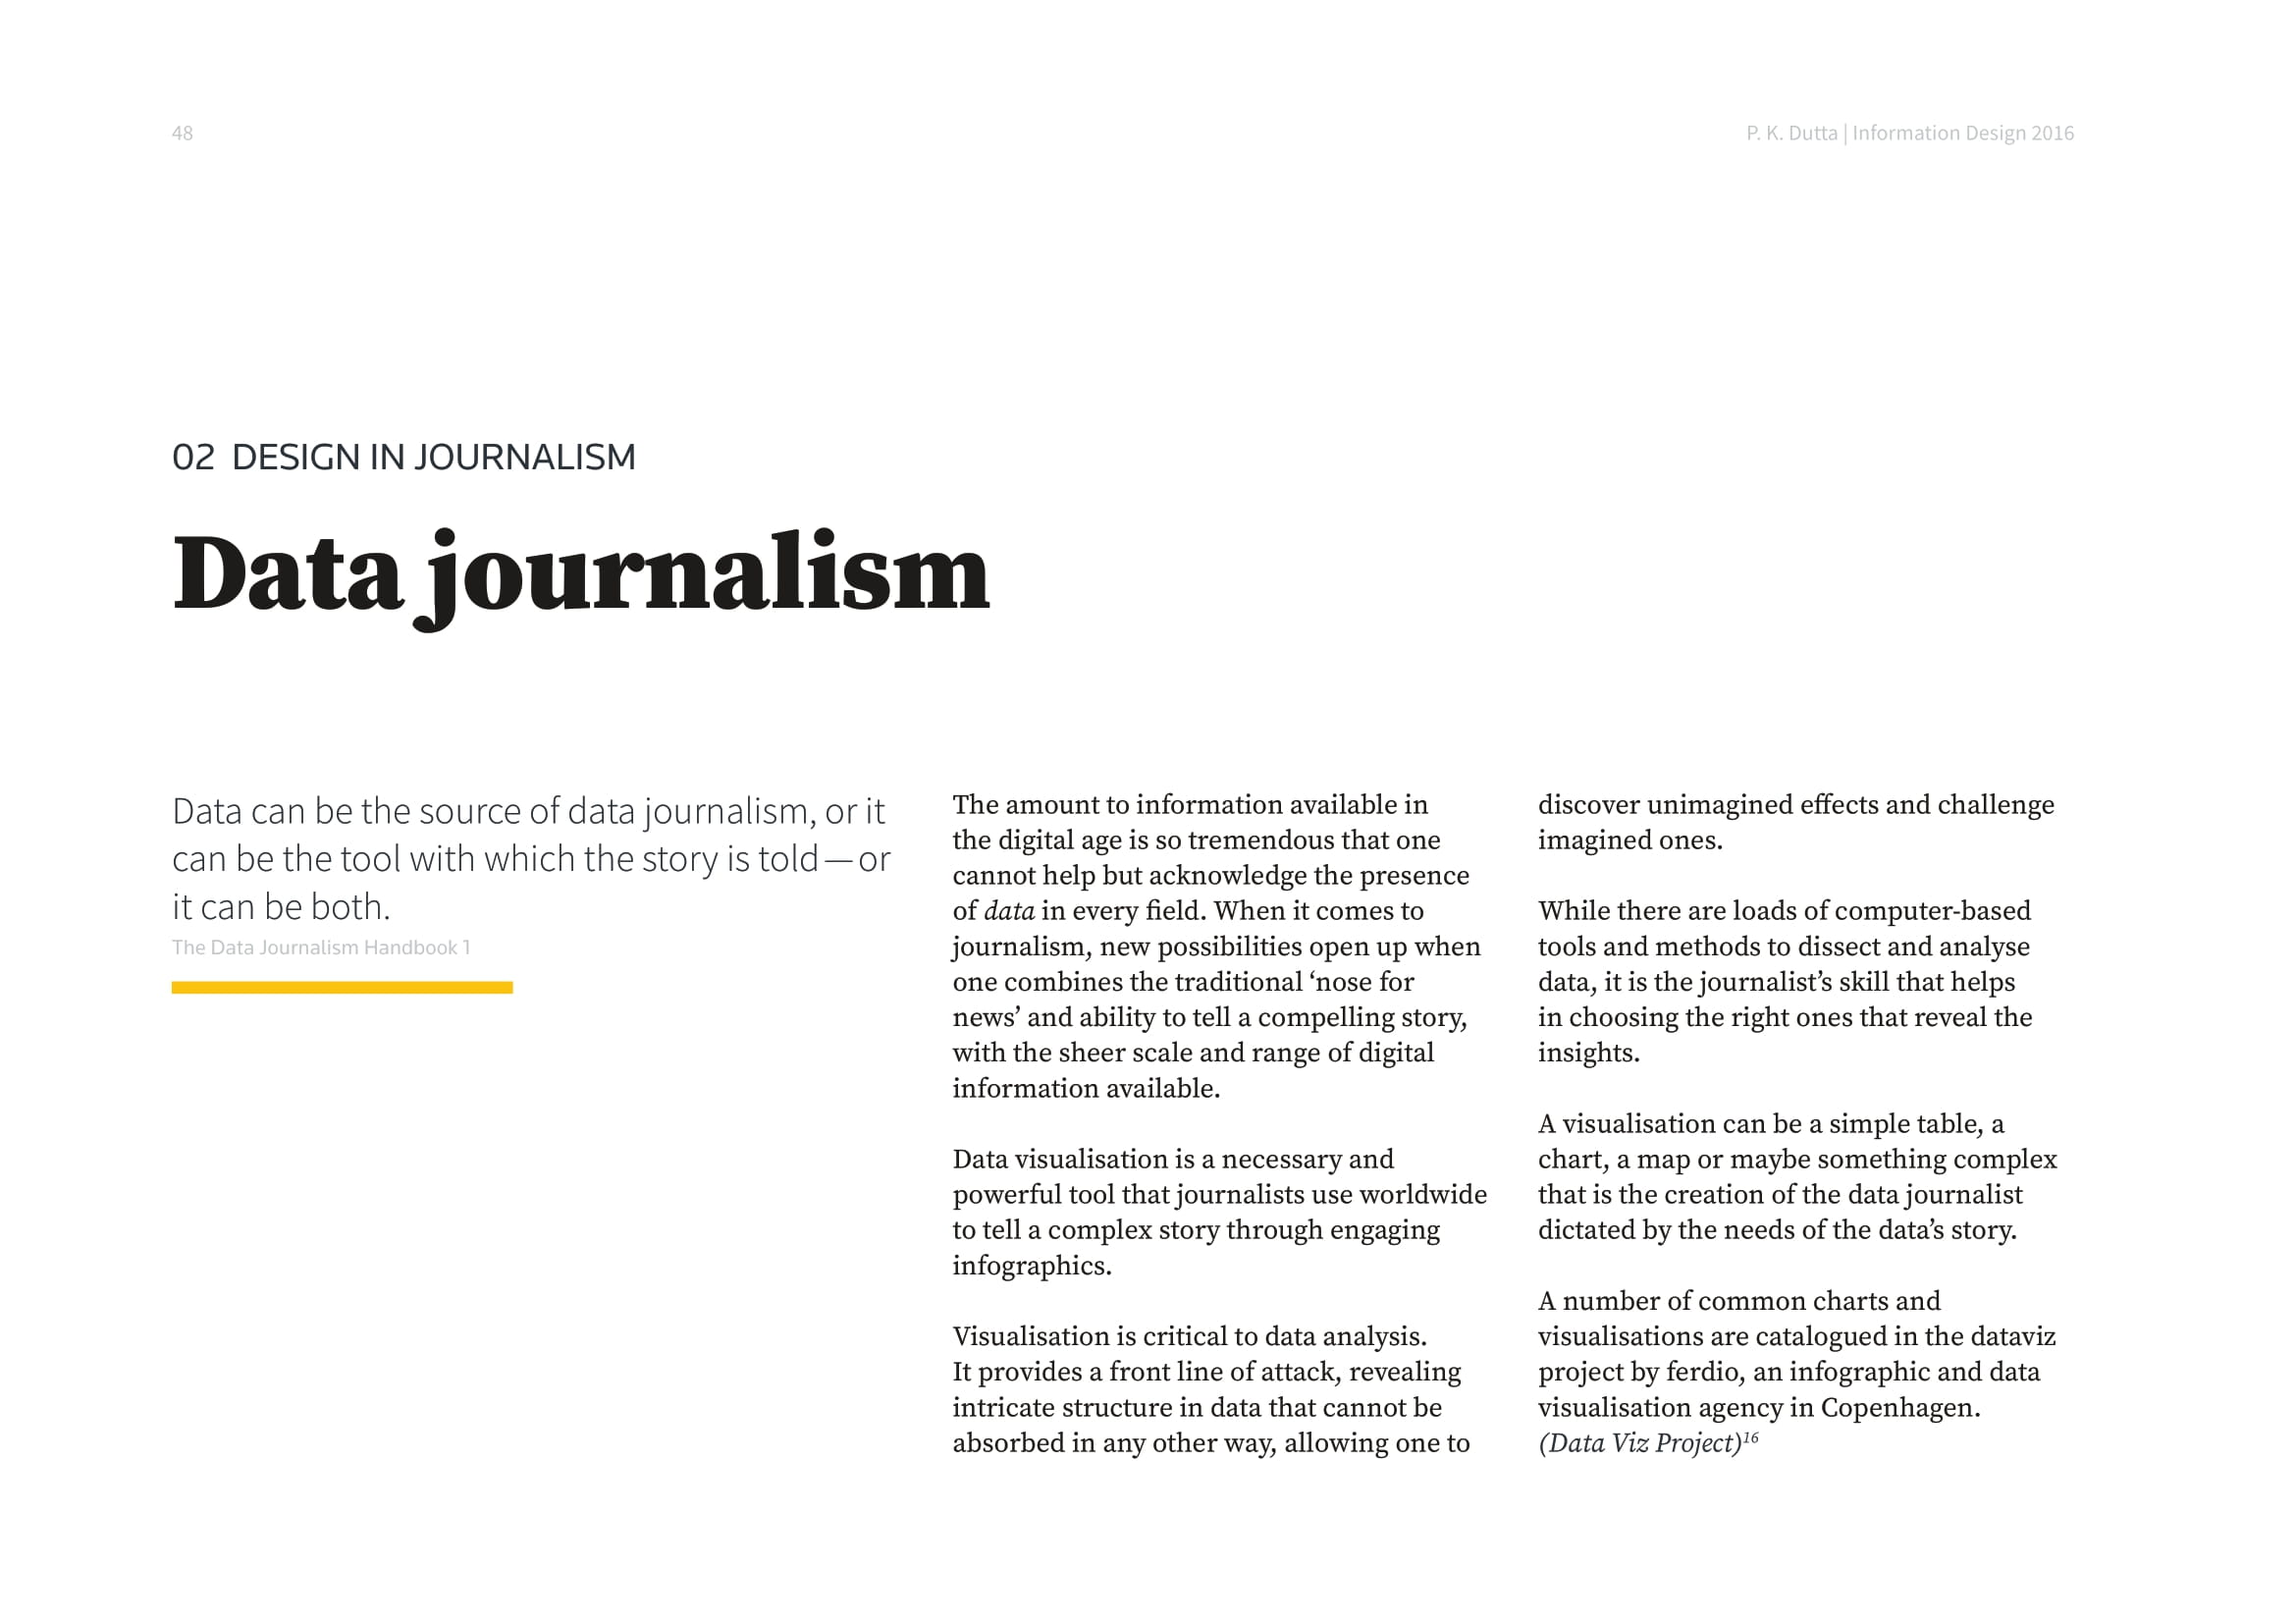 48
P. K. Dutta | Information Design 2016
02 DESIGN IN JOURNALISM
Data journalism
Data can be the source of data journalism, or it
can be the tool with which the story is told — or
it can be both.
The Data Journalism Handbook 1
The amount to information available in
the digital age is so tremendous that one
cannot help but acknowledge the presence
of data in every field. When it comes to
journalism, new possibilities open up when
one combines the traditional ‘nose for
news’ and ability to tell a compelling story,
with the sheer scale and range of digital
information available.
Data visualisation is a necessary and
powerful tool that journalists use worldwide
to tell a complex story through engaging
infographics.
Visualisation is critical to data analysis.
It provides a front line of attack, revealing
intricate structure in data that cannot be
absorbed in any other way, allowing one to
discover unimagined effects and challenge
imagined ones.
While there are loads of computer-based
tools and methods to dissect and analyse
data, it is the journalist’s skill that helps
in choosing the right ones that reveal the
insights.
A visualisation can be a simple table, a
chart, a map or maybe something complex
that is the creation of the data journalist
dictated by the needs of the data’s story.
A number of common charts and
visualisations are catalogued in the dataviz
project by ferdio, an infographic and data
visualisation agency in Copenhagen.
(Data Viz Project)16